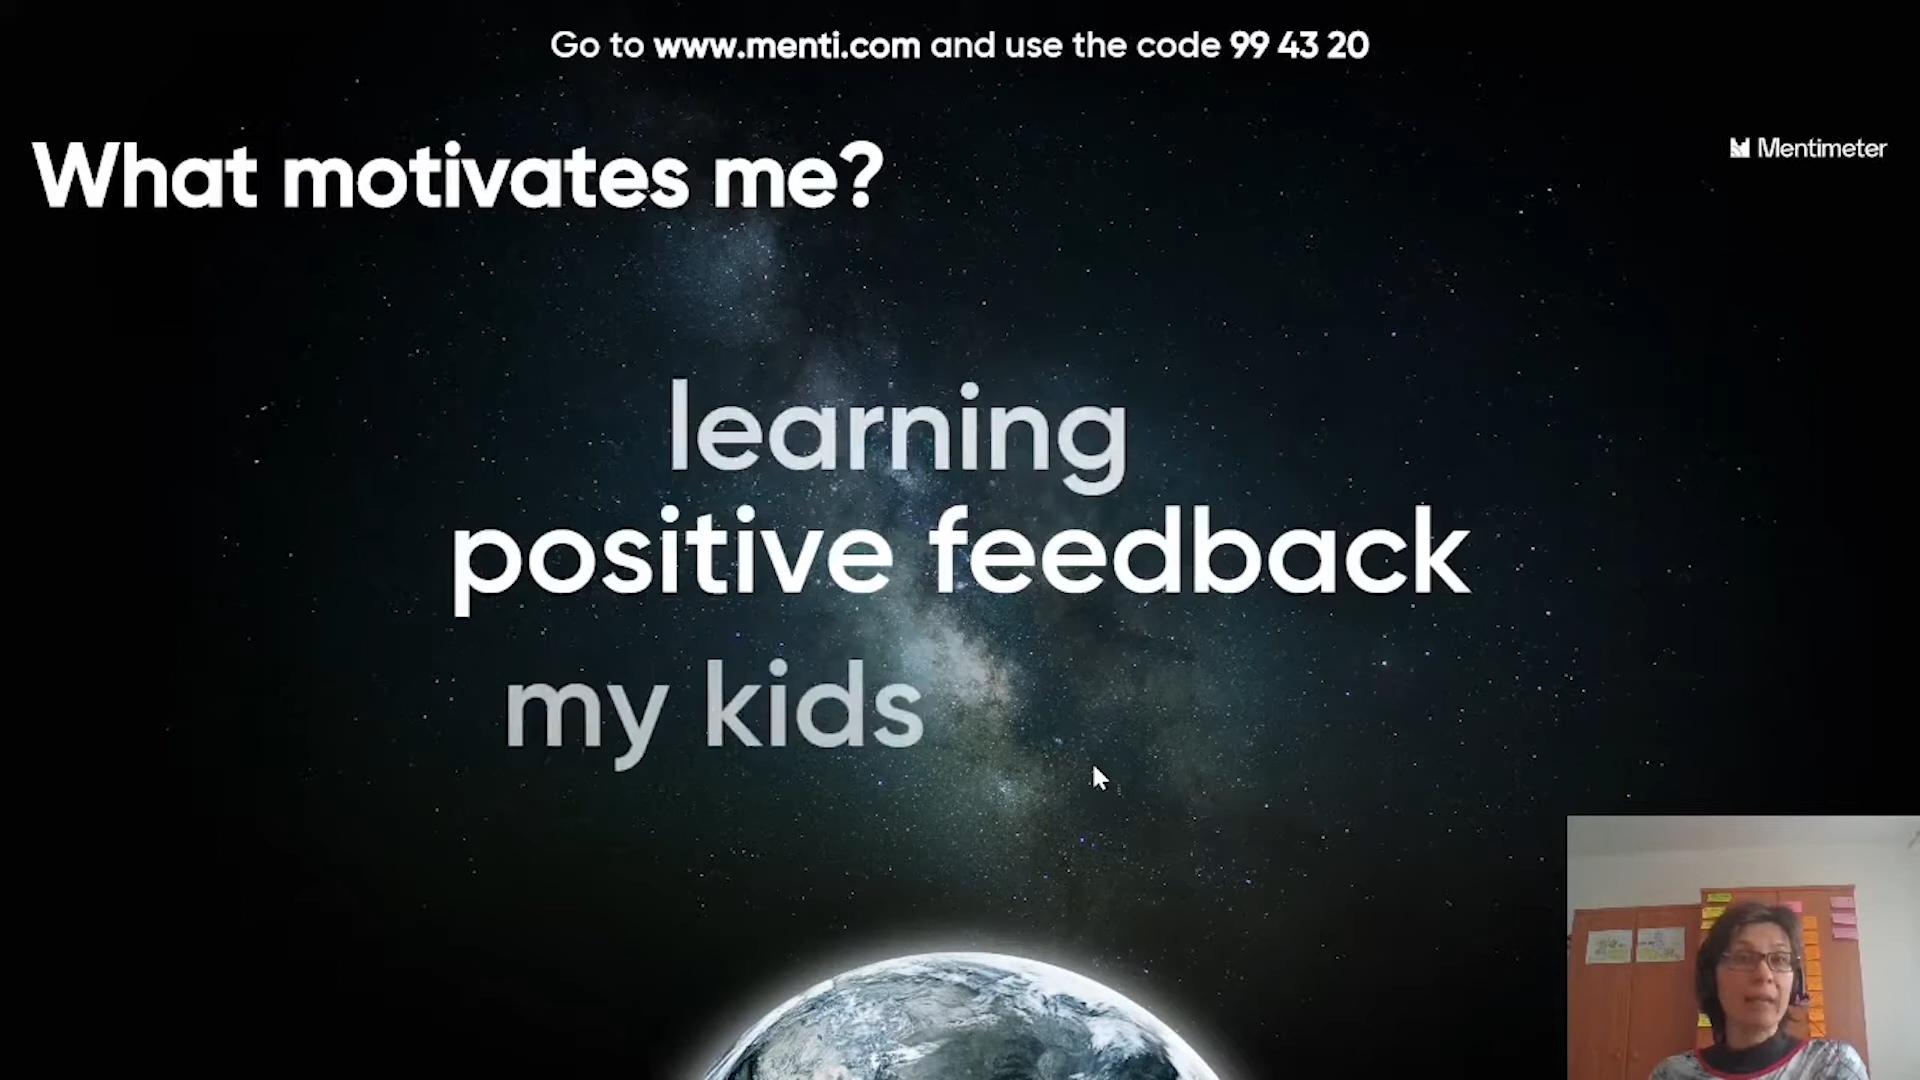 Go to www.menti.com and use the code 99 43 20
What motivates me?
Mentimeter
learning
positive feedback
my kids